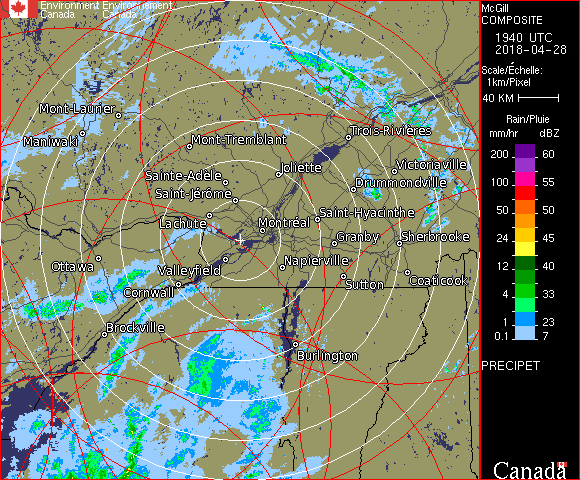 Environment Environnement
Canada Canada
McGill
COMPOSITE
1940 UTC
2018-04-28
Scale/Échelle:
1km/Pixel
40 KM
Rain/Pluie
mm/hr dBZ
200 60
100 55
50 50
24 45
12 40
4 33
1 23
0.1 7
PRECIPET
Canada
Mont-Laurier
Maniwaki
Mont-Tremblant
Trois-Rivières
Joliette
Victoriaville
Sainte-Adèle
Drummondville
Saint-Jérôme
Lachute
Saint-Hyacinthe
Montréal
Granby
Sherbrooke
Ottawa
Valleyfield
Napierville
Cornwall
Sutton
Coaticook
Brockville
Burlington